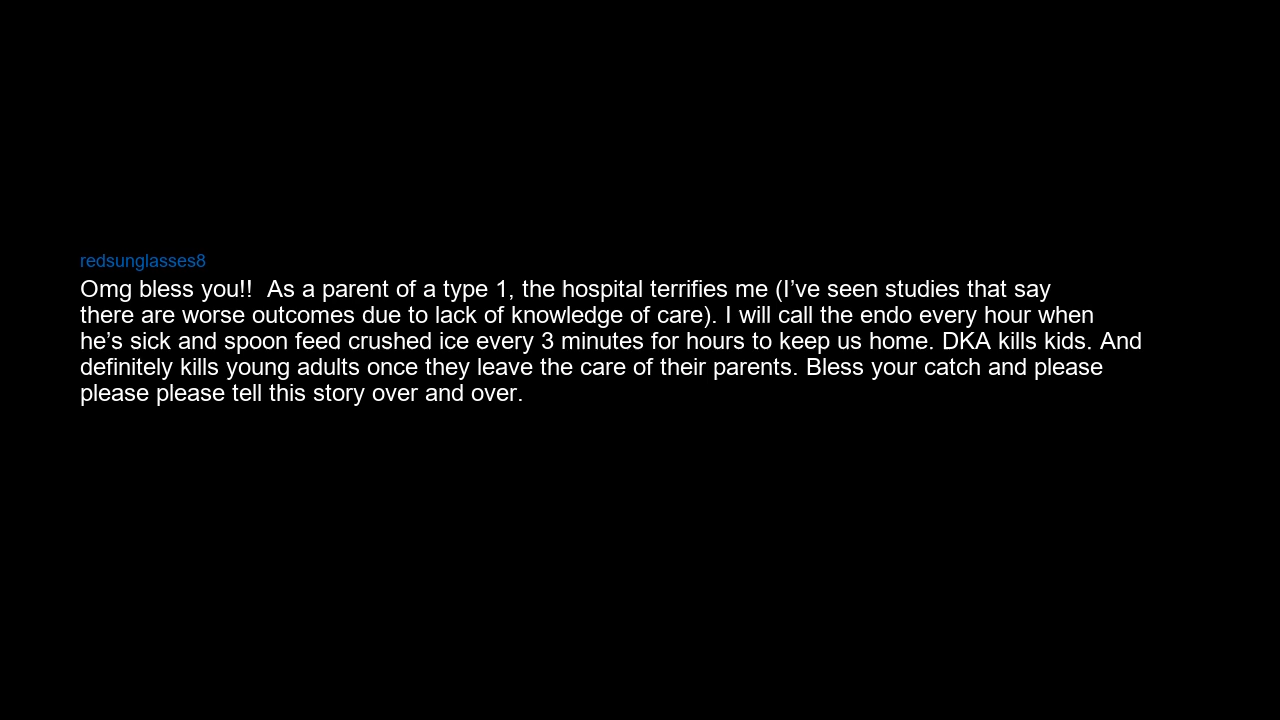 redsunglasses8
Omg bless you!!  As a parent of a type 1, the hospital terrifies me (I’ve seen studies that say
there are worse outcomes due to lack of knowledge of care). I will call the endo every hour when
he’s sick and spoon feed crushed ice every 3 minutes for hours to keep us home. DKA kills kids. And
definitely kills young adults once they leave the care of their parents. Bless your catch and please
please please tell this story over and over.